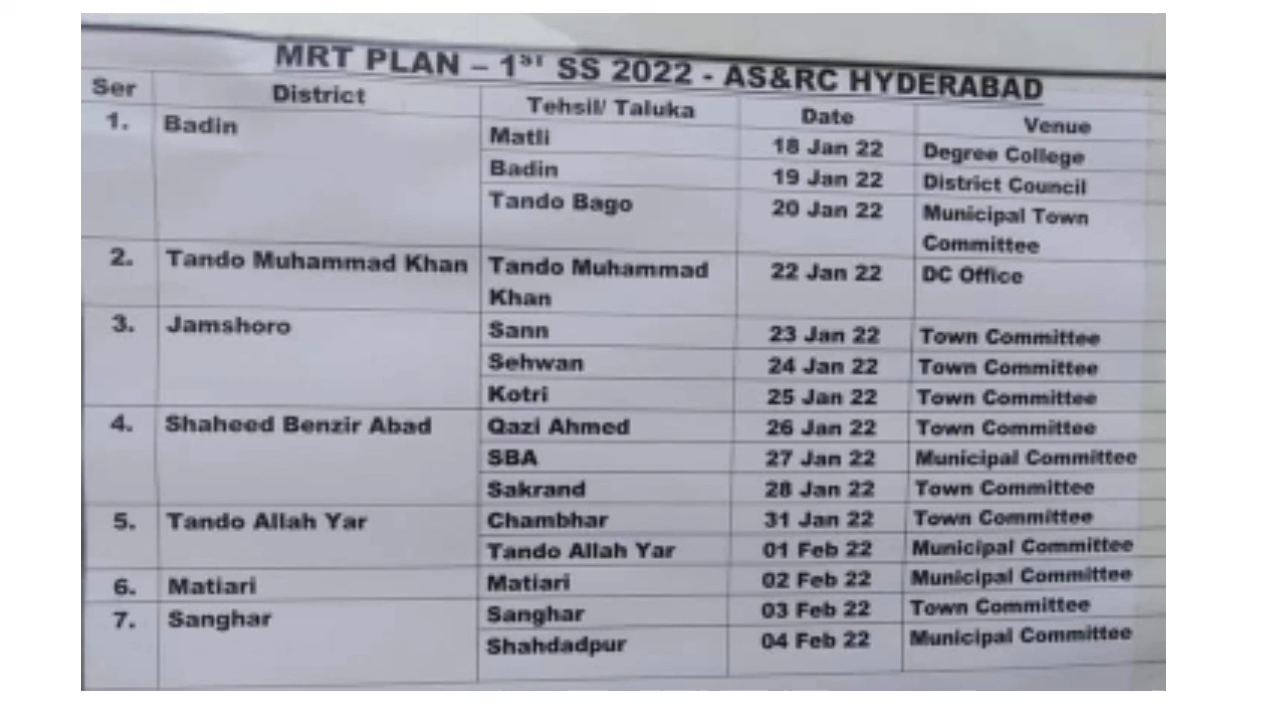 MRT PLAN – 1ST SS 2022 - AS&RC HYDERABAD
Ser District Tehsil/ Taluka Date Venue
1. Badin Matli 18 Jan 22 Degree College
Badin 19 Jan 22 District Council
Tando Bago 20 Jan 22 Municipal Town
Committee
2. Tando Muhammad Khan Tando Muhammad 22 Jan 22 DC Office
Khan
3. Jamshoro Sann 23 Jan 22 Town Committee
Sehwan 24 Jan 22 Town Committee
Kotri 25 Jan 22 Town Committee
4. Shaheed Benzir Abad Qazi Ahmed 26 Jan 22 Town Committee
SBA 27 Jan 22 Municipal Committee
Sakrand 28 Jan 22 Town Committee
5. Tando Allah Yar Chambhar 31 Jan 22 Town Committee
Tando Allah Yar 01 Feb 22 Municipal Committee
6. Matiari Matiari 02 Feb 22 Municipal Committee
7. Sanghar Sanghar 03 Feb 22 Town Committee
Shahdadpur 04 Feb 22 Municipal Committee